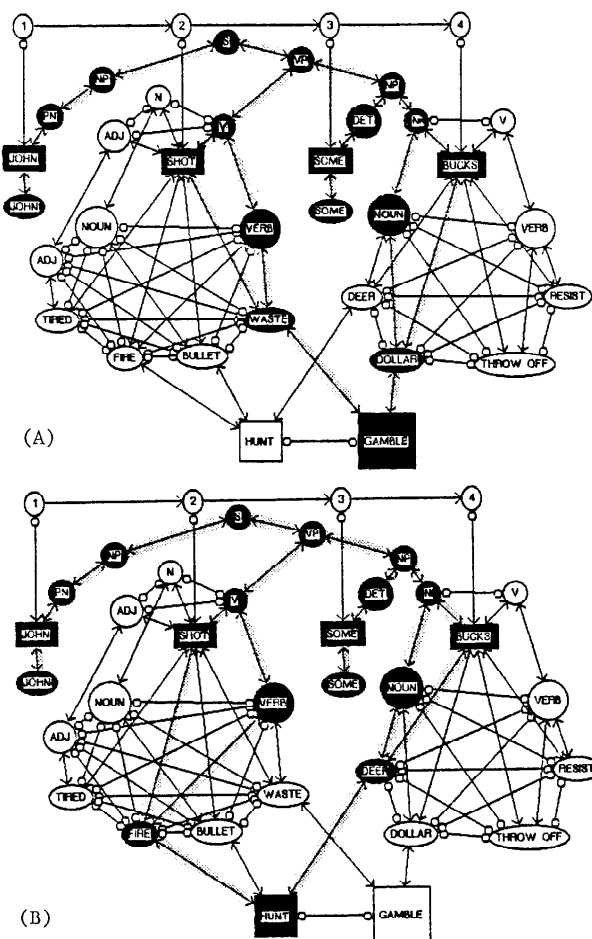 1 2 3 4
S
VP
NP NP
N
PN ADJ V DET N V
JOHN SHOT SOME BUCKS
JOHN SOME
NOUN VERB NOUN VERB
ADJ
TIRED WASTE DEER RESIST
FIRE BULLET DOLLAR THROW OFF
(A) HUNT GAMBLE
1 2 3 4
S
VP
NP NP
N
PN ADJ V DET N V
JOHN SHOT SOME BUCKS
JOHN SOME
NOUN VERB NOUN VERB
ADJ
TIRED WASTE DEER RESIST
FIRE BULLET DOLLAR THROW OFF
(B) HUNT GAMBLE